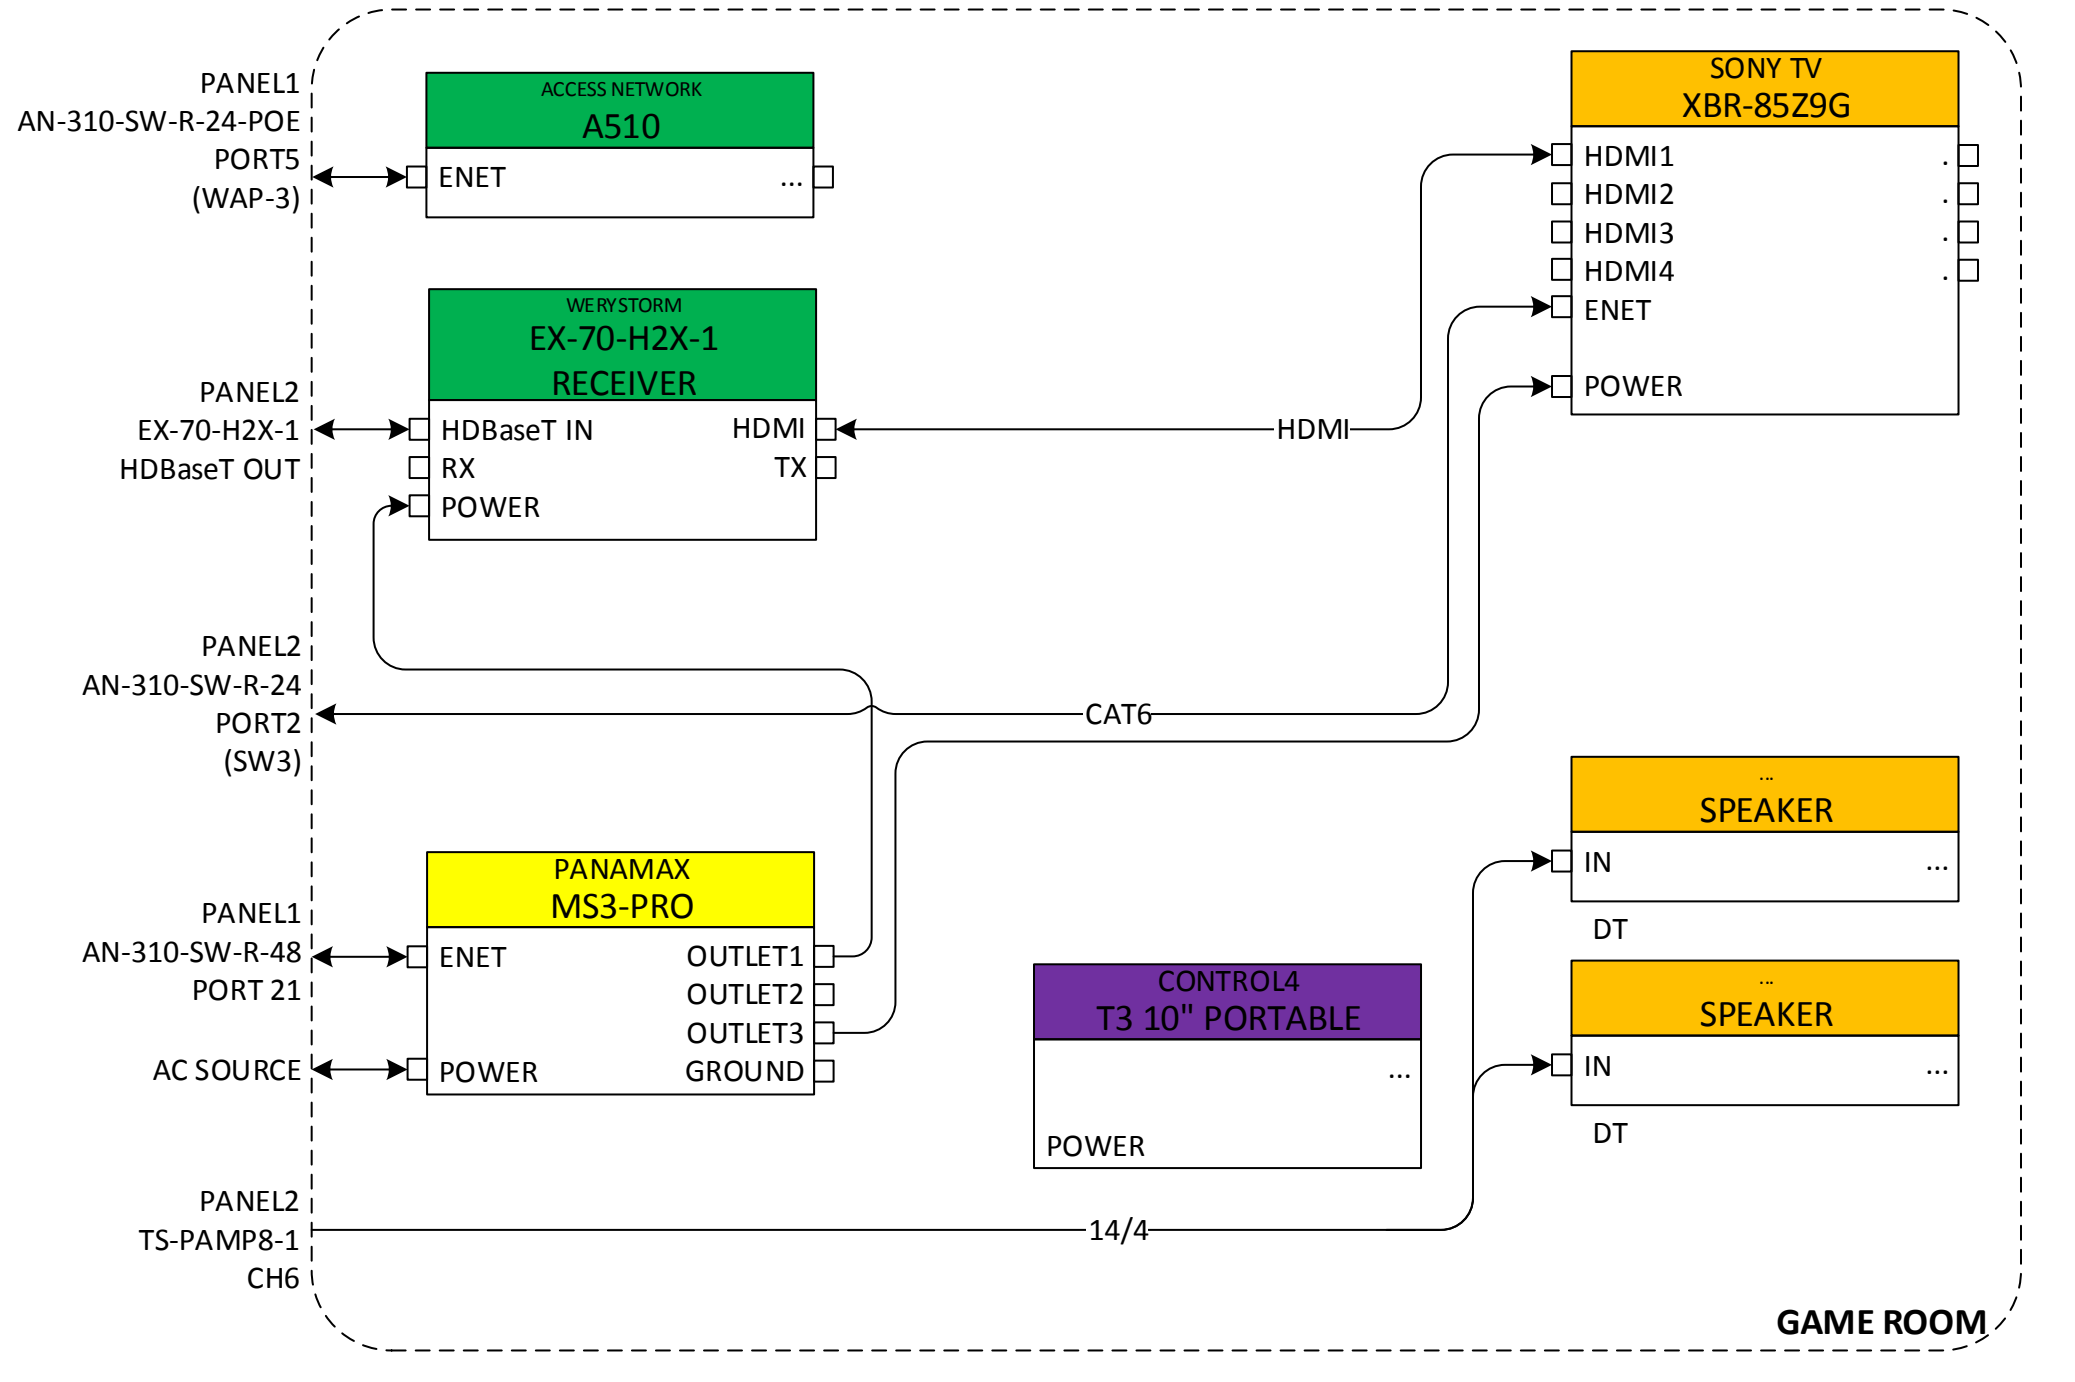 PANEL1
AN-310-SW-R-24-POE
PORT5
(WAP-3)
ACCESS NETWORK
A510
ENET ...
SONY TV
XBR-85Z9G
HDMI1 .
HDMI2 .
HDMI3 .
HDMI4 .
ENET
POWER
PANEL2
EX-70-H2X-1
HDBaseT OUT
WERYSTORM
EX-70-H2X-1
RECEIVER
HDBaseT IN HDMI
RX TX
POWER
HDMI
PANEL2
AN-310-SW-R-24
PORT2
(SW3)
CAT6
PANEL1
AN-310-SW-R-48
PORT 21
AC SOURCE
PANAMAX
MS3-PRO
ENET OUTLET1
OUTLET2
OUTLET3
POWER GROUND
CONTROL4
T3 10" PORTABLE
...
POWER
...
SPEAKER
IN ...
DT
...
SPEAKER
IN ...
DT
PANEL2
TS-PAMP8-1
CH6
14/4
GAME ROOM